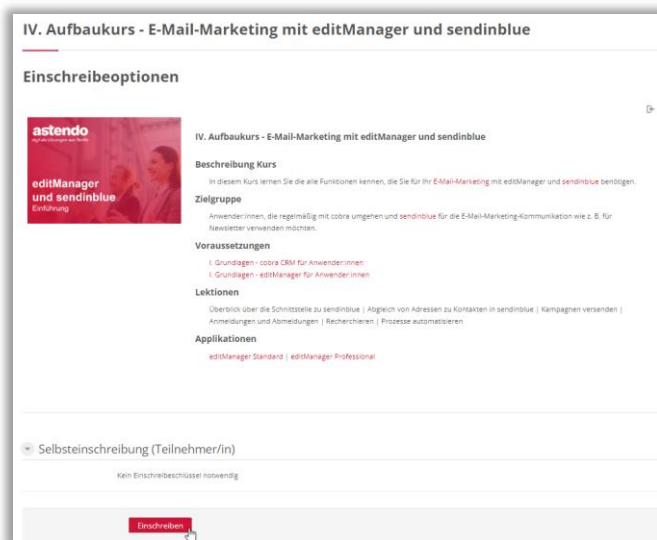 IV. Aufbaukurs - E-Mail-Marketing mit editManager und sendinblue
Einschreibeoptionen
astendo
digitale Lösungen aus Berlin
editManager
und sendinblue
Einführung
IV. Aufbaukurs - E-Mail-Marketing mit editManager und sendinblue
Beschreibung Kurs
In diesem Kurs lernen Sie die alle Funktionen kennen, die Sie für Ihr E-Mail-Marketing mit editManager und sendinblue benötigen.
Zielgruppe
Anwender:innen, die regelmäßig mit cobra umgehen und sendinblue für die E-Mail-Marketing-Kommunikation wie z. B. für
Newsletter verwenden möchten.
Voraussetzungen
I. Grundlagen - cobra CRM für Anwender:innen
I. Grundlagen - editManager für Anwender:innen
Lektionen
Überblick über die Schnittstelle zu sendinblue | Abgleich von Adressen zu Kontakten in sendinblue | Kampagnen versenden |
Anmeldungen und Abmeldungen | Recherchieren | Prozesse automatisieren
Applikationen
editManager Standard | editManager Professional
Selbsteinschreibung (Teilnehmer/in)
Kein Einschreibeschlüssel notwendig
Einschreiben